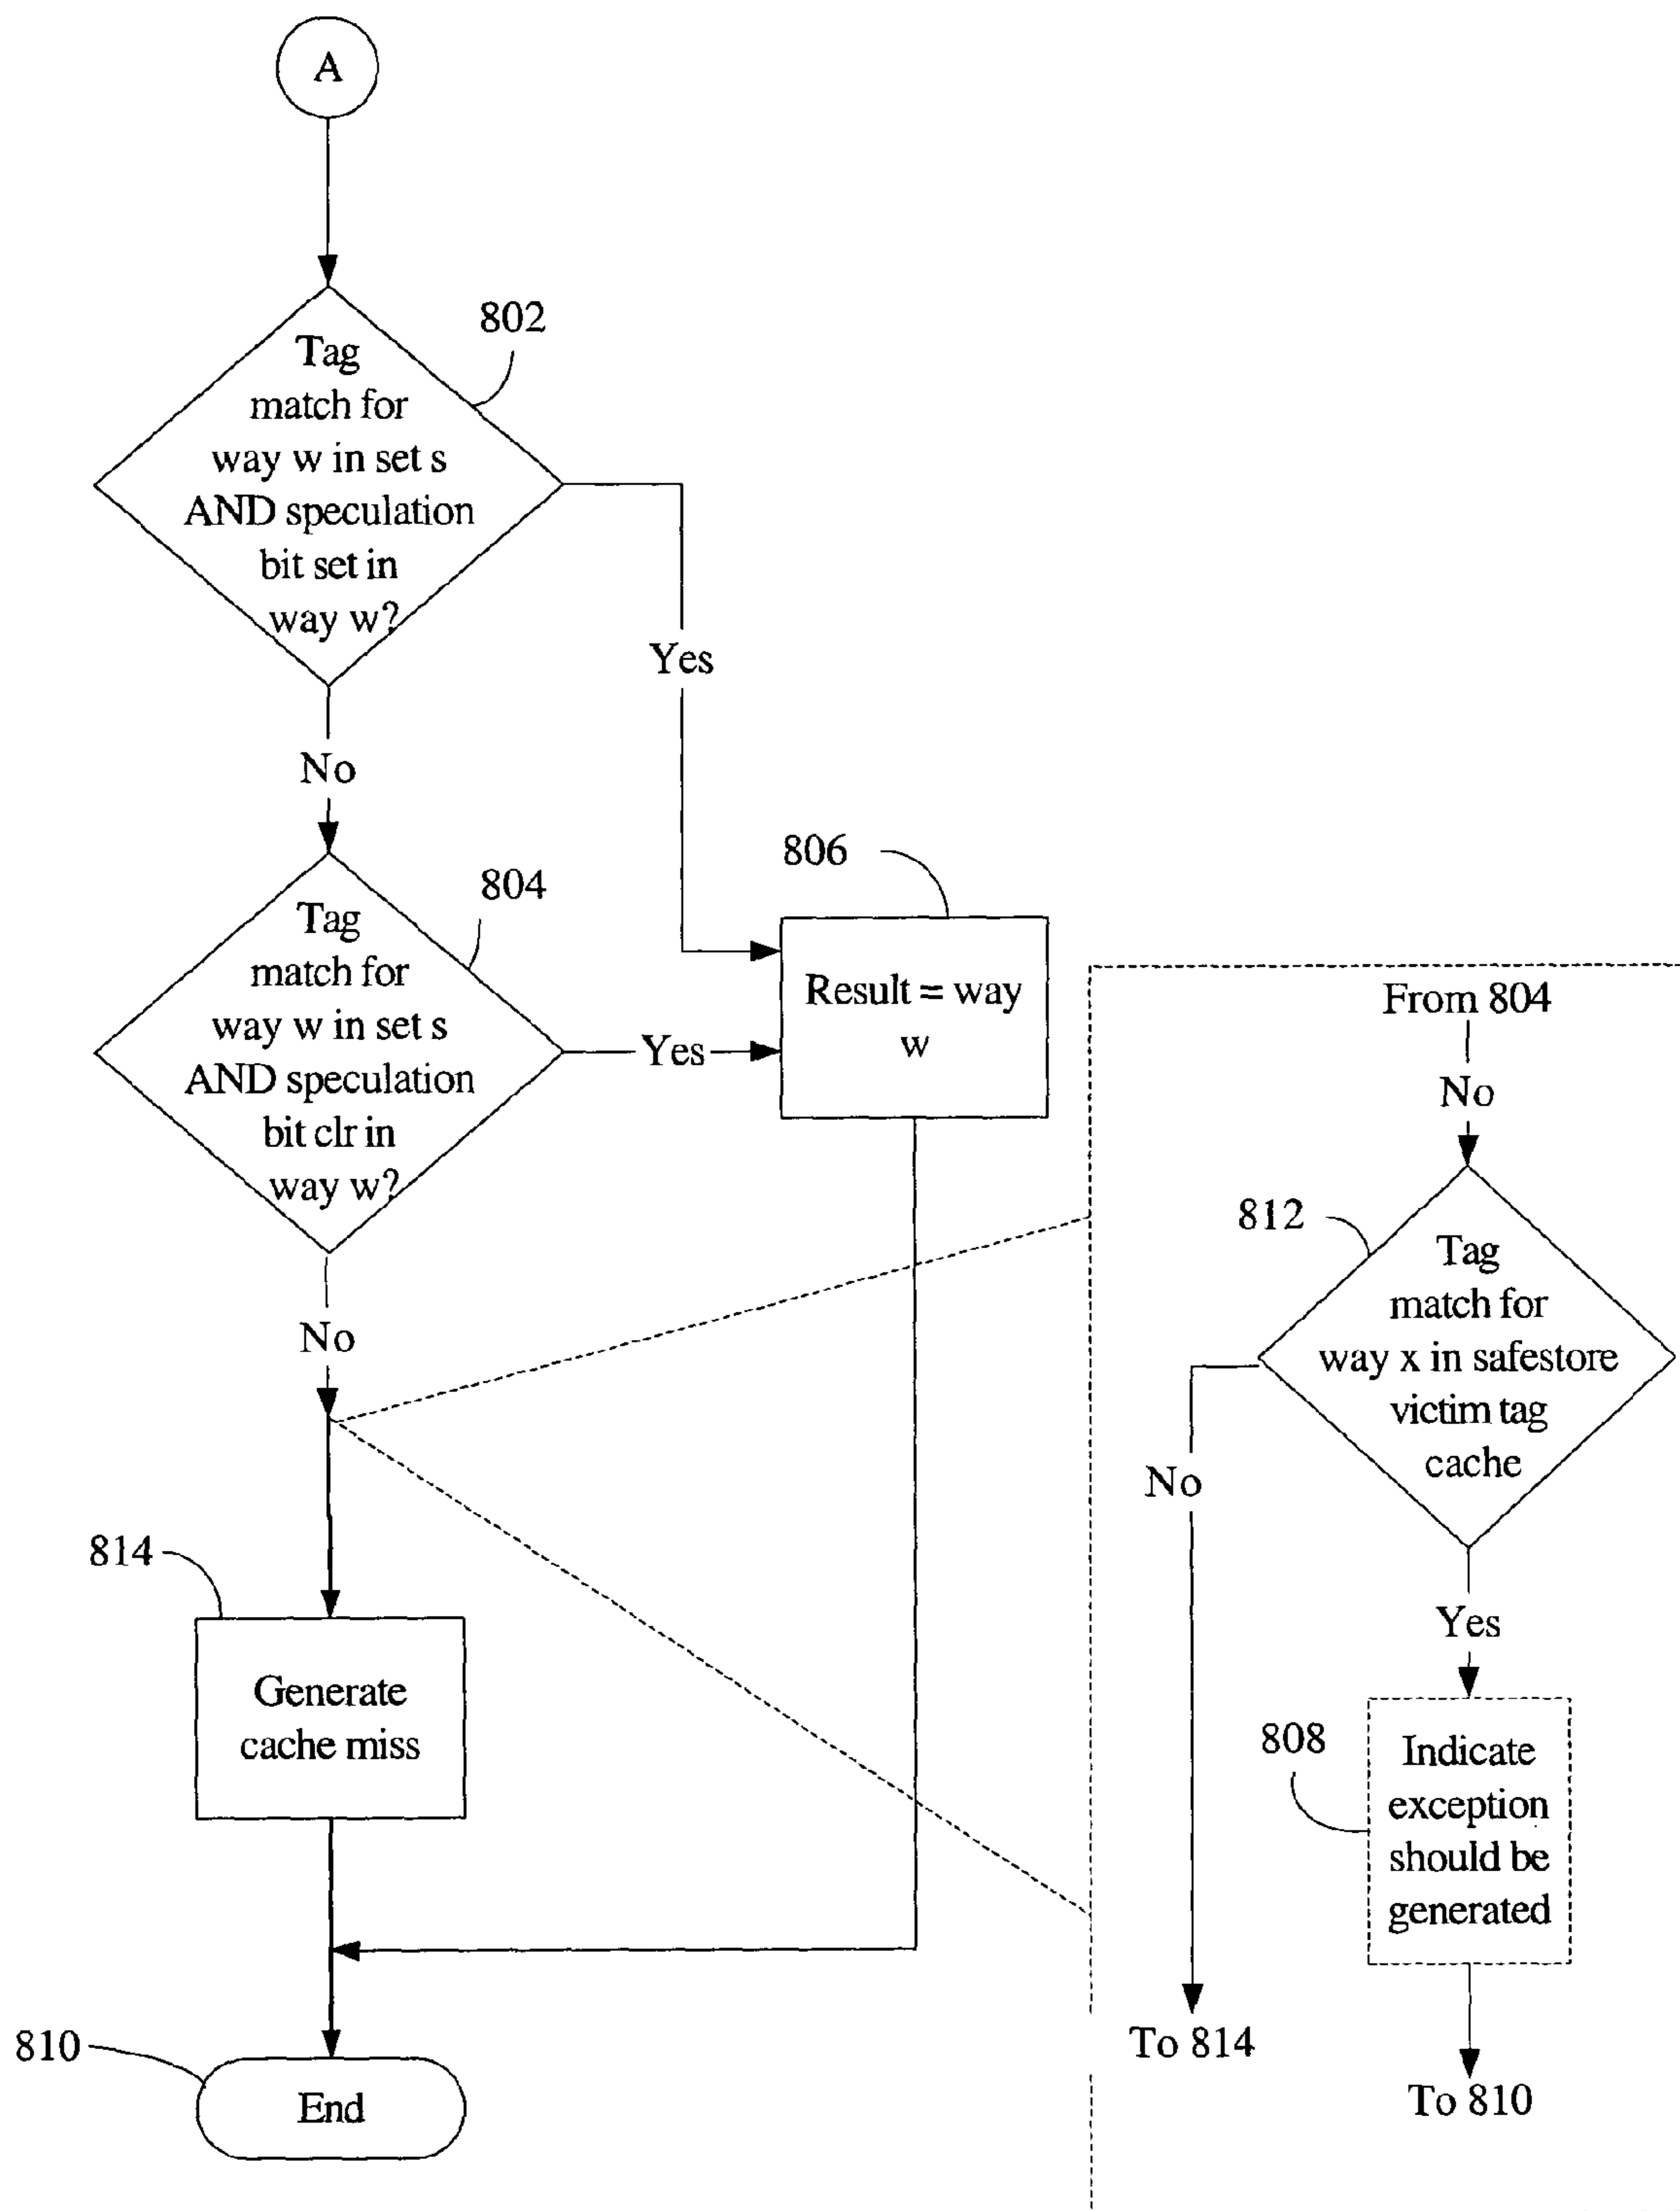 A
802
Tag
match for
way w in set s
AND speculation
bit set in
way w?
Yes
No
804
Tag
match for
way w in set s
AND speculation
bit clr in
way w?
Yes
806
Result = way
w
No
814
Generate
cache miss
810
End
From 804
No
812
Tag
match for
way x in safestore
victim tag
cache
No
Yes
808
Indicate
exception
should be
generated
To 814
To 810